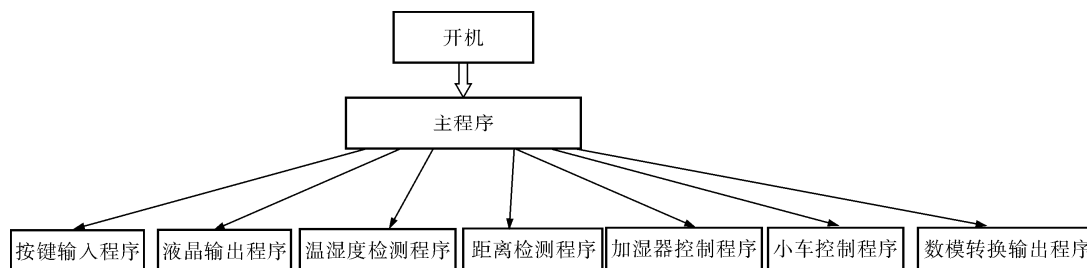 开机
主程序
按键输入程序
液晶输出程序
温湿度检测程序
距离检测程序
加湿器控制程序
小车控制程序
数模转换输出程序